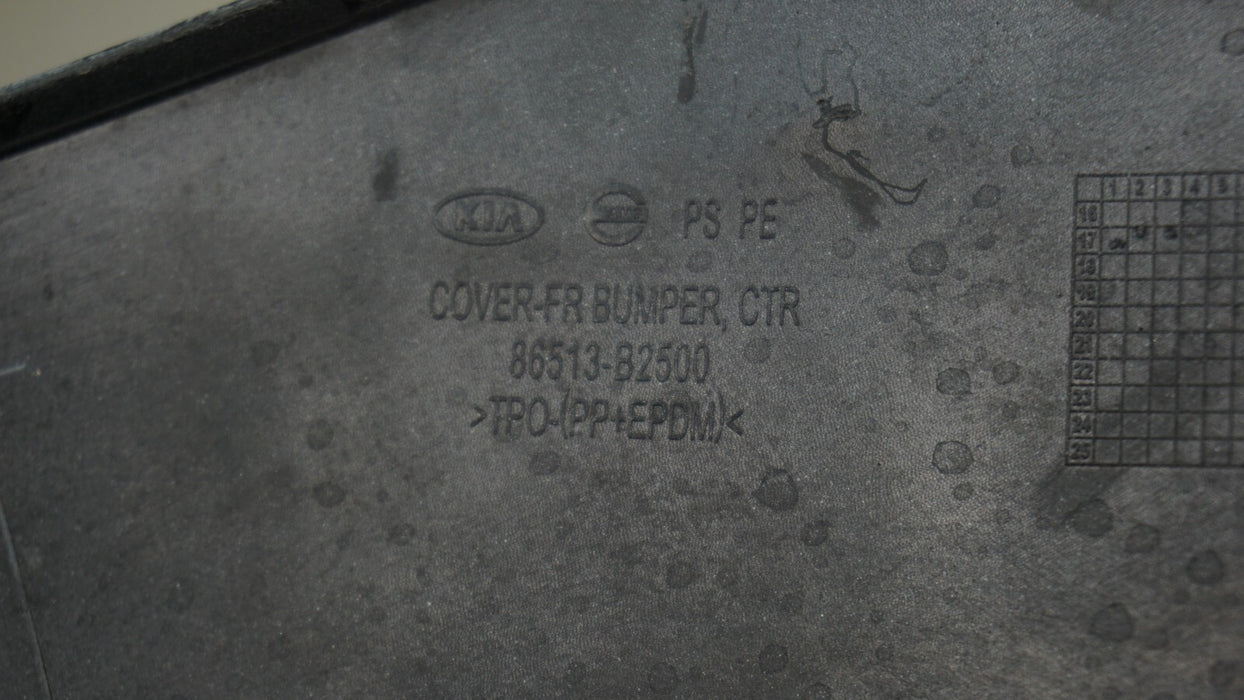 KIA PS PE
COVER-FR BUMPER, CTR
86513-B2500
>TPO-(PP+EPDM)<
1 2 3 4 5
16
17
18
19
20
21
22
23
24
25